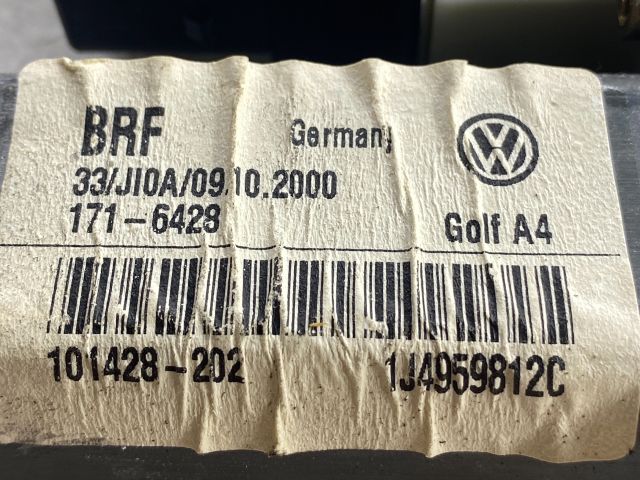 BRF Germany
33/JI0A/09.10.2000
171-6428 Golf A4
101428-202 1J4959812C